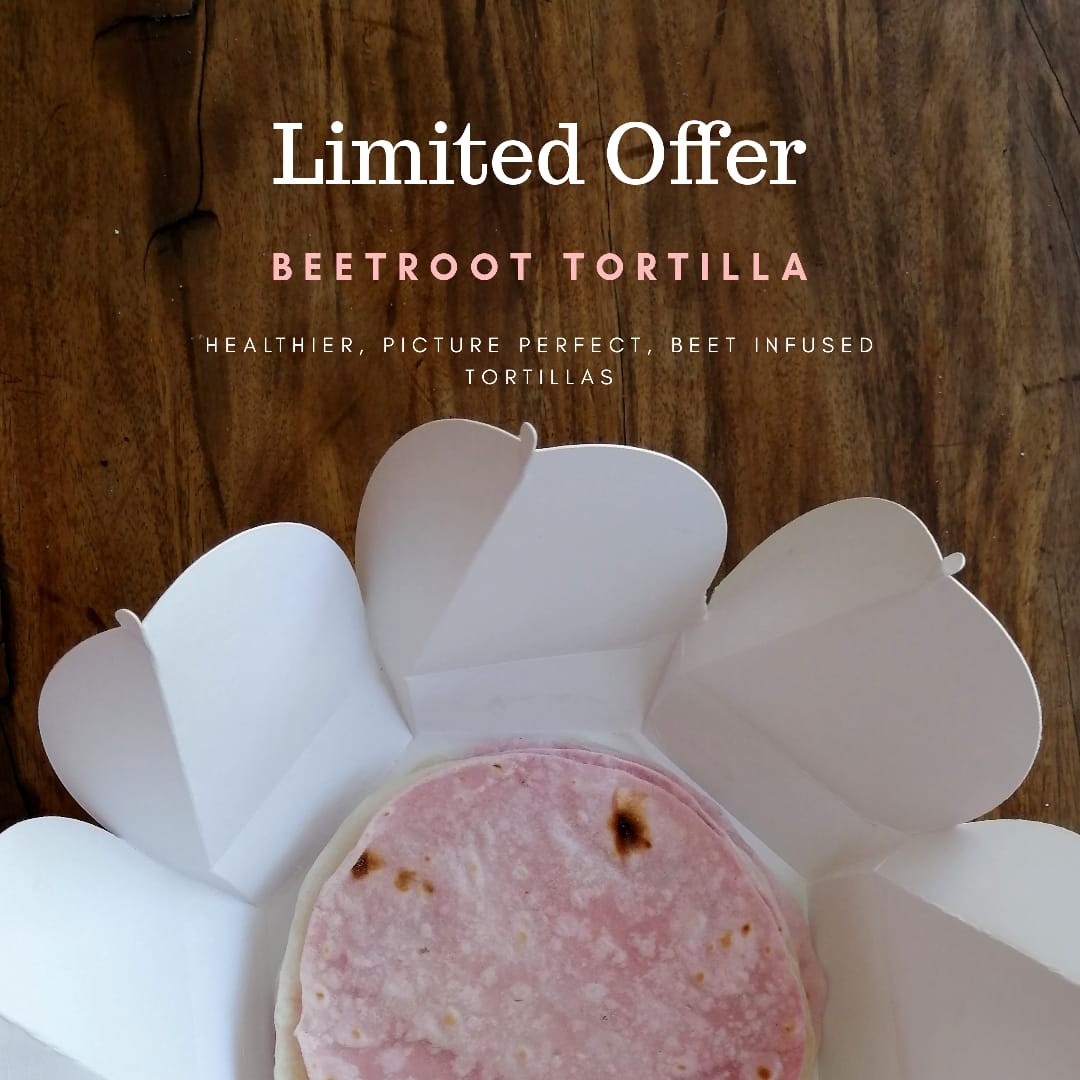 Limited Offer
BEETROOT TORTILLA
HEALTHIER, PICTURE PERFECT, BEET INFUSED
TORTILLAS